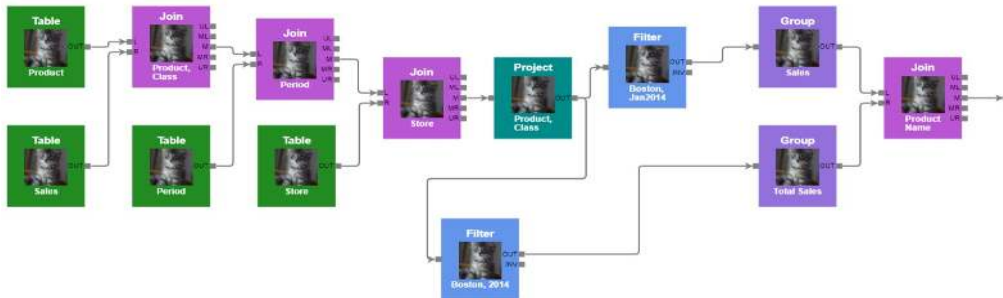 Table
OUT
Product
Join
L
R
UL
ML
M
MR
UR
Product,
Class
Join
L
R
UL
ML
M
MR
UR
Period
Join
L
R
UL
ML
M
MR
UR
Store
Project
OUT
Product,
Class
Filter
OUT
INV
Boston,
Jan2014
Group
OUT
Sales
Join
L
R
UL
ML
M
MR
UR
Product
Name
Table
OUT
Sales
Table
OUT
Period
Table
OUT
Store
Group
OUT
Total Sales
Filter
OUT
INV
Boston, 2014